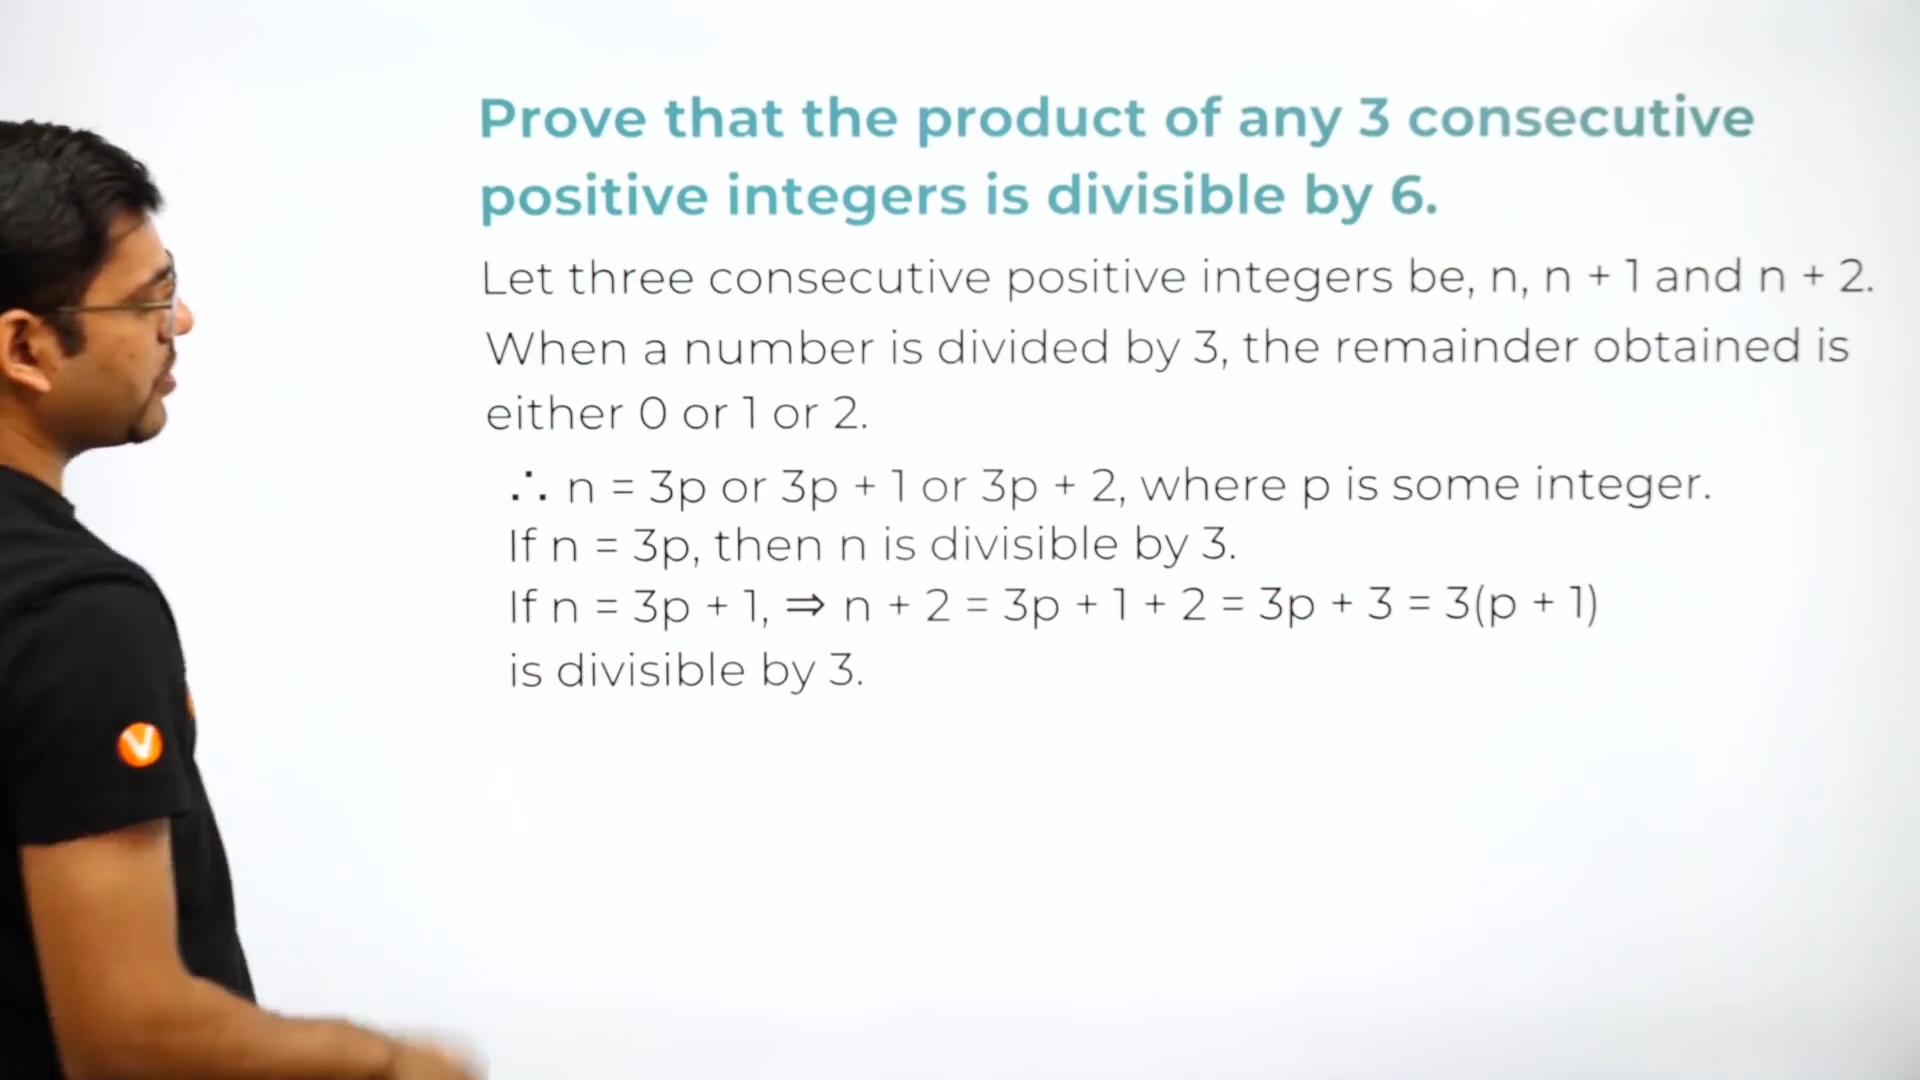 Prove that the product of any 3 consecutive
positive integers is divisible by 6.
Let three consecutive positive integers be, n, n + 1 and n + 2.
When a number is divided by 3, the remainder obtained is
either 0 or 1 or 2.
∴ n = 3p or 3p + 1 or 3p + 2, where p is some integer.
If n = 3p, then n is divisible by 3.
If n = 3p + 1, ⇒ n + 2 = 3p + 1 + 2 = 3p + 3 = 3(p + 1)
is divisible by 3.
V